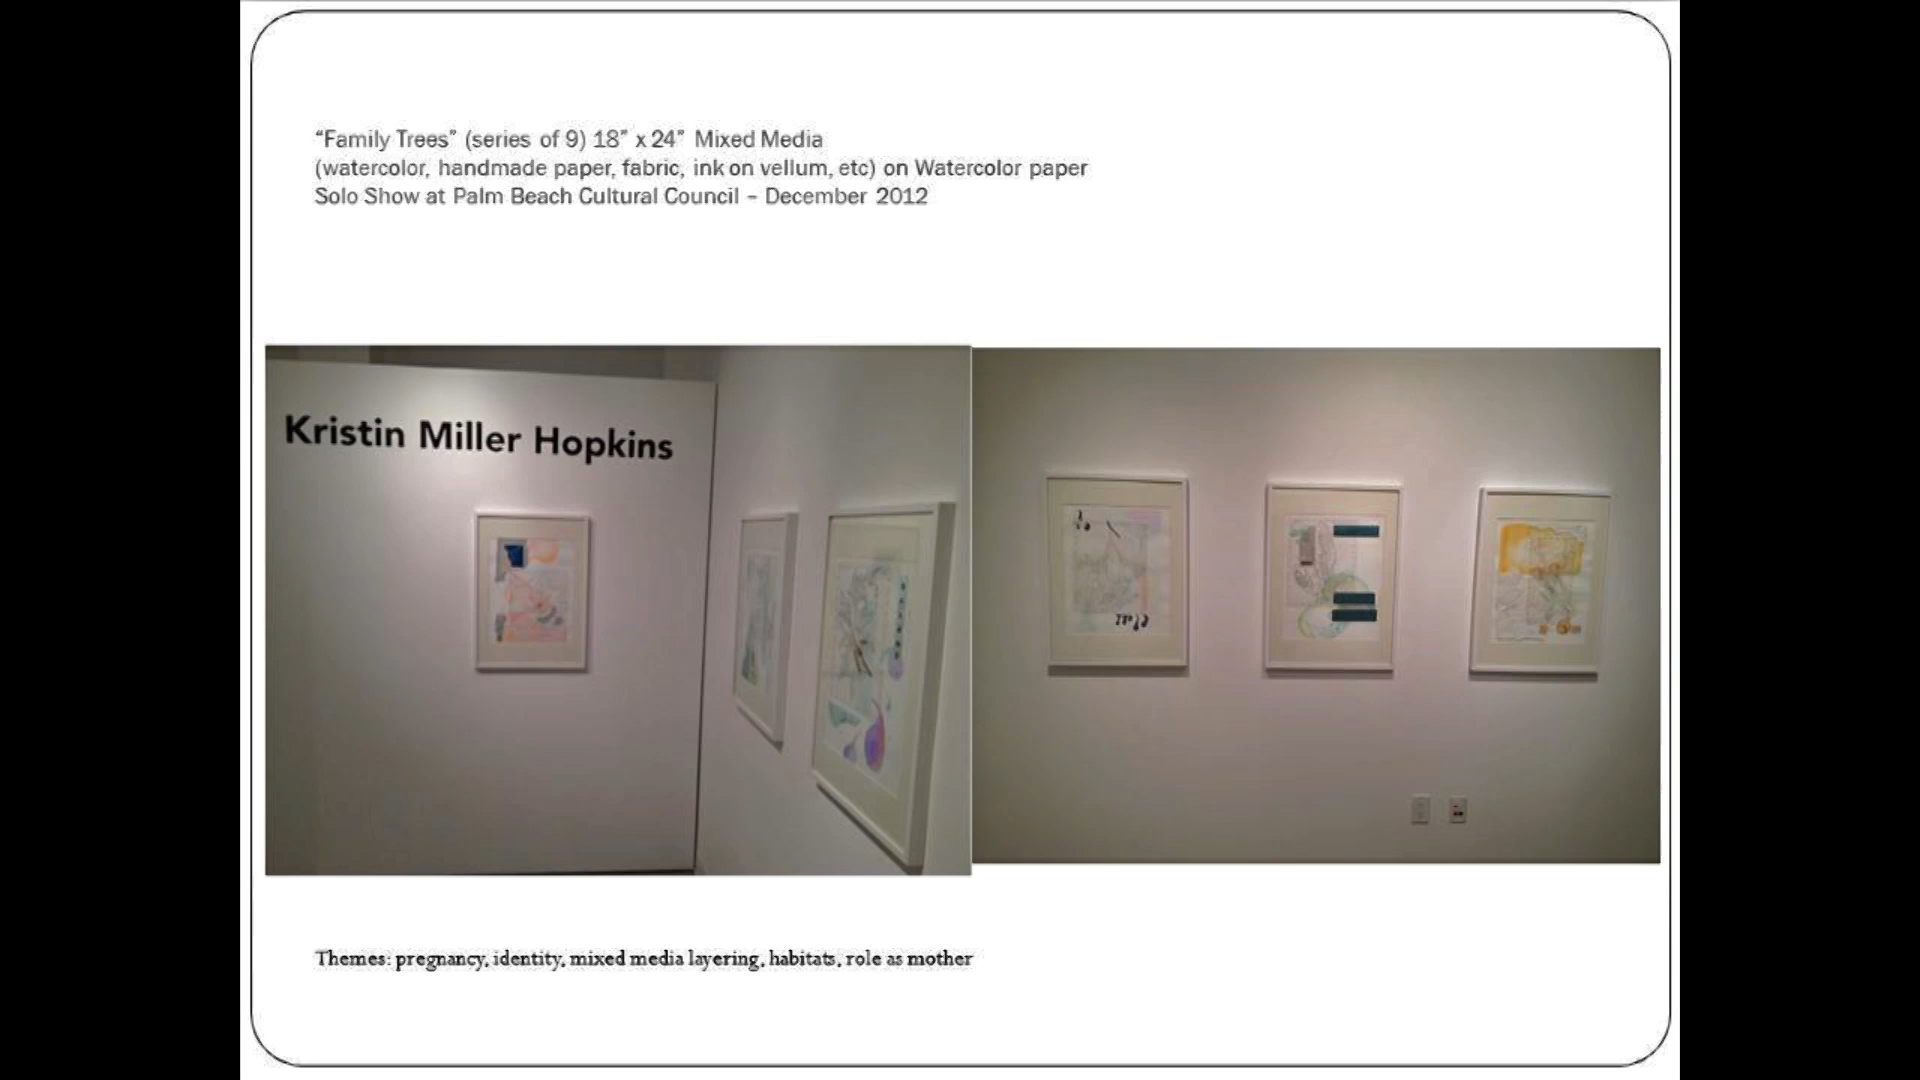 “Family Trees” (series of 9) 18” x 24” Mixed Media
(watercolor, handmade paper, fabric, ink on vellum, etc) on Watercolor paper
Solo Show at Palm Beach Cultural Council – December 2012
Kristin Miller Hopkins
Themes: pregnancy, identity, mixed media layering, habitats, role as mother